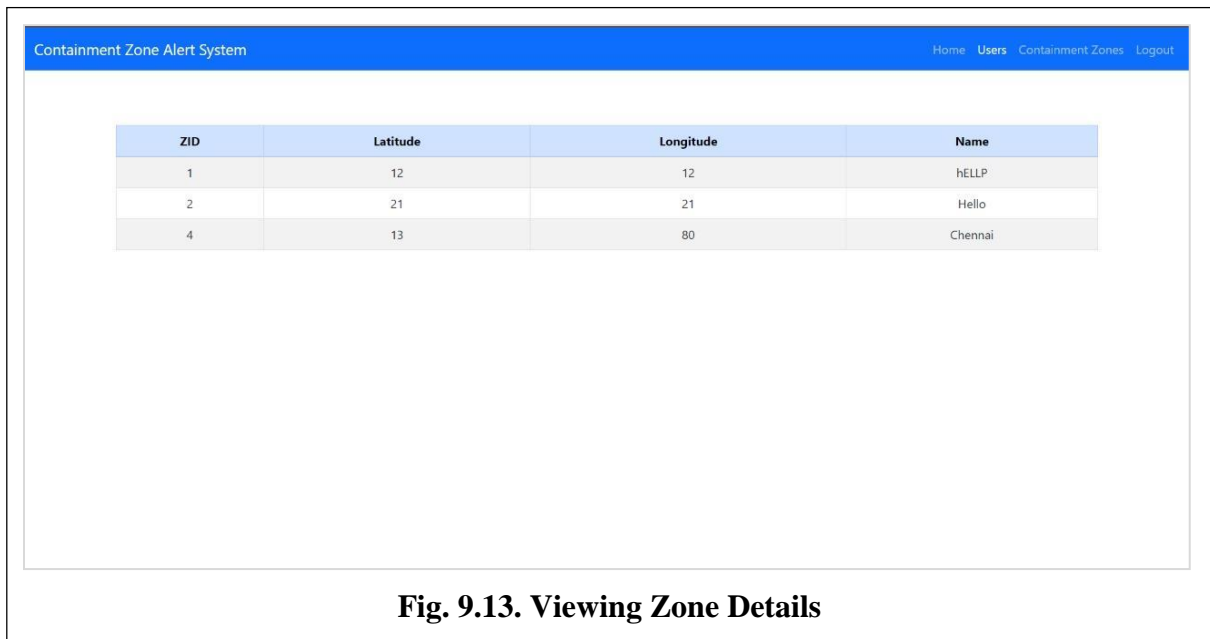 Containment Zone Alert System Home Users Containment Zones Logout
ZID Latitude Longitude Name
1 12 12 hELLP
2 21 21 Hello
4 13 80 Chennai
Fig. 9.13. Viewing Zone Details